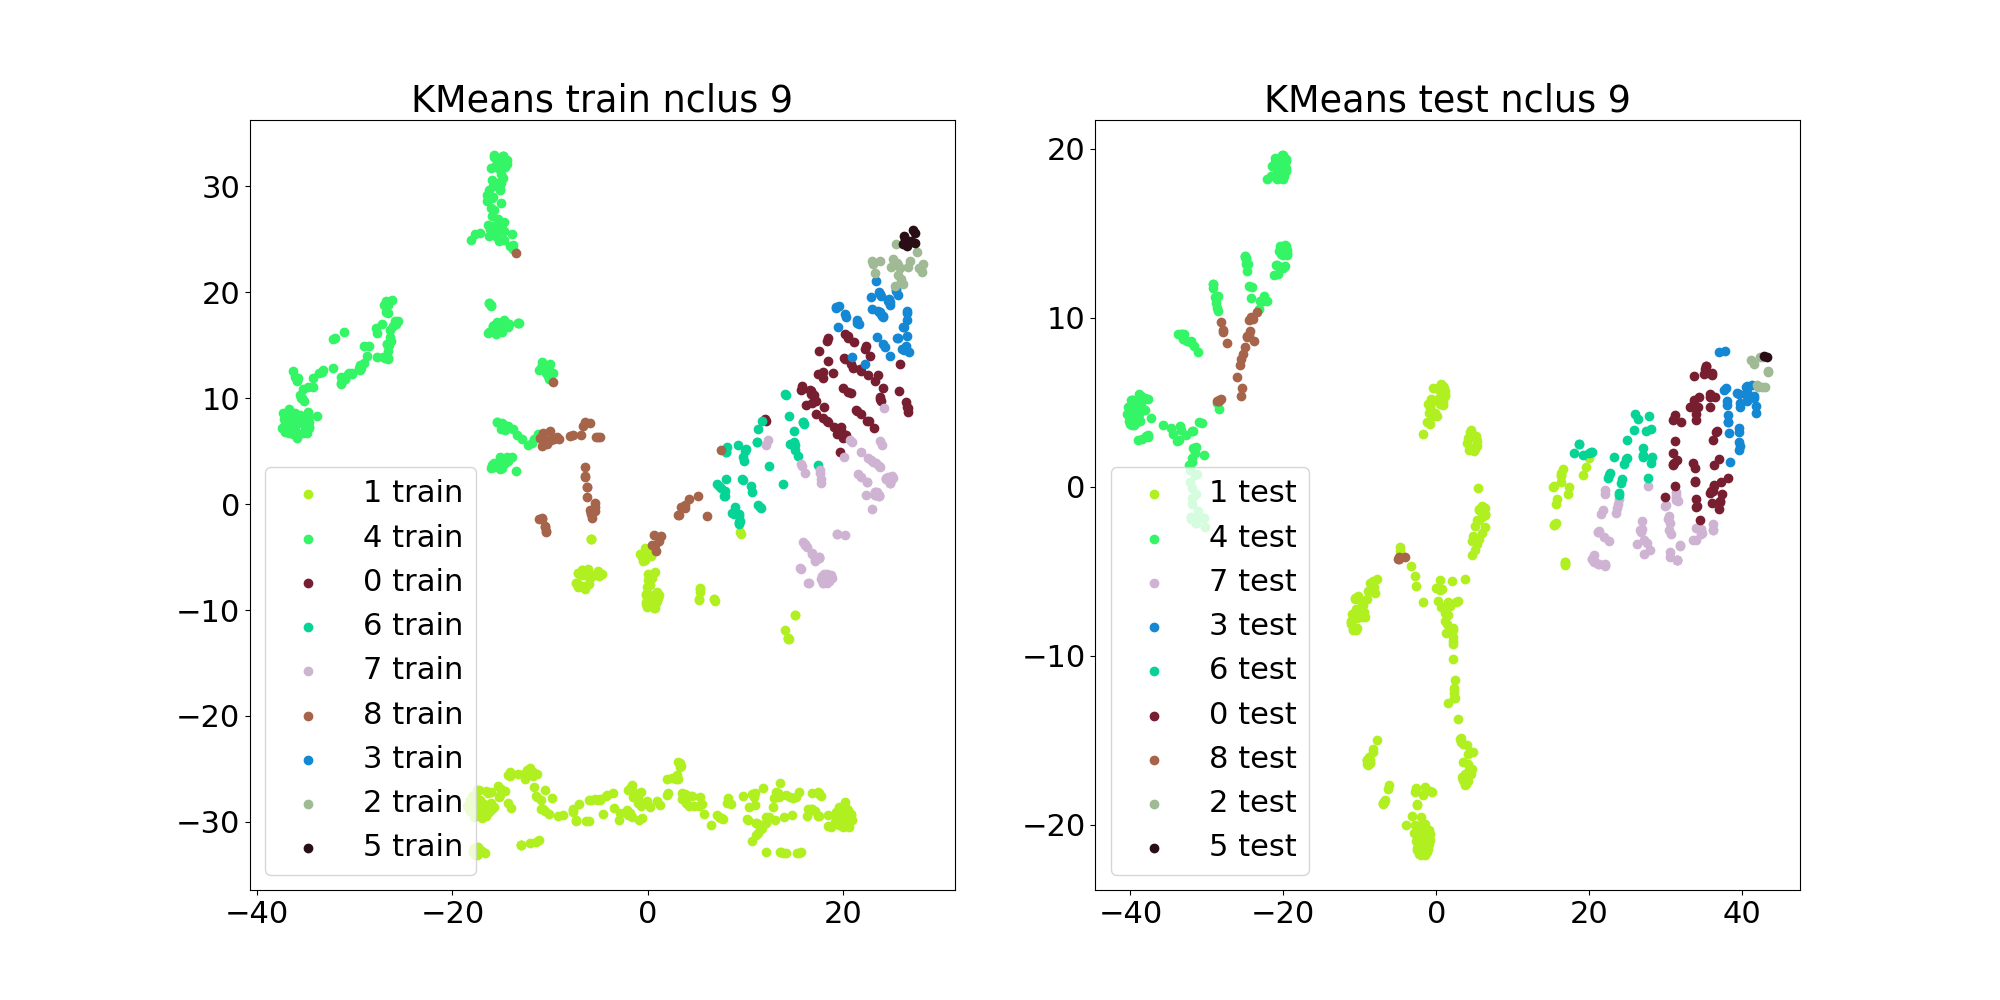 KMeans train nclus 9
30
20
10
0
−10
−20
−30
−40 −20 0 20
1 train
4 train
0 train
6 train
7 train
8 train
3 train
2 train
5 train
KMeans test nclus 9
20
10
0
−10
−20
−40 −20 0 20 40
1 test
4 test
7 test
3 test
6 test
0 test
8 test
2 test
5 test